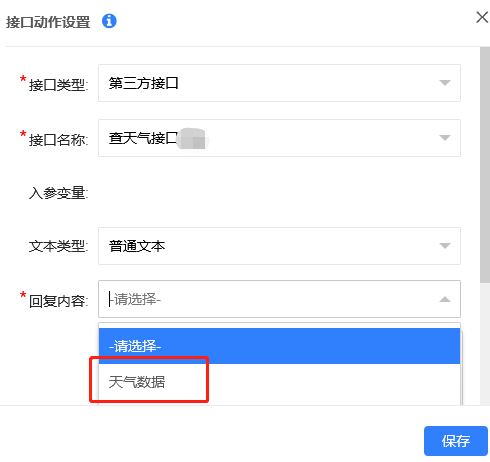 接口动作设置
*接口类型: 第三方接口
*接口名称: 查天气接口
入参变量:
文本类型: 普通文本
*回复内容: -请选择-
-请选择-
天气数据
保存